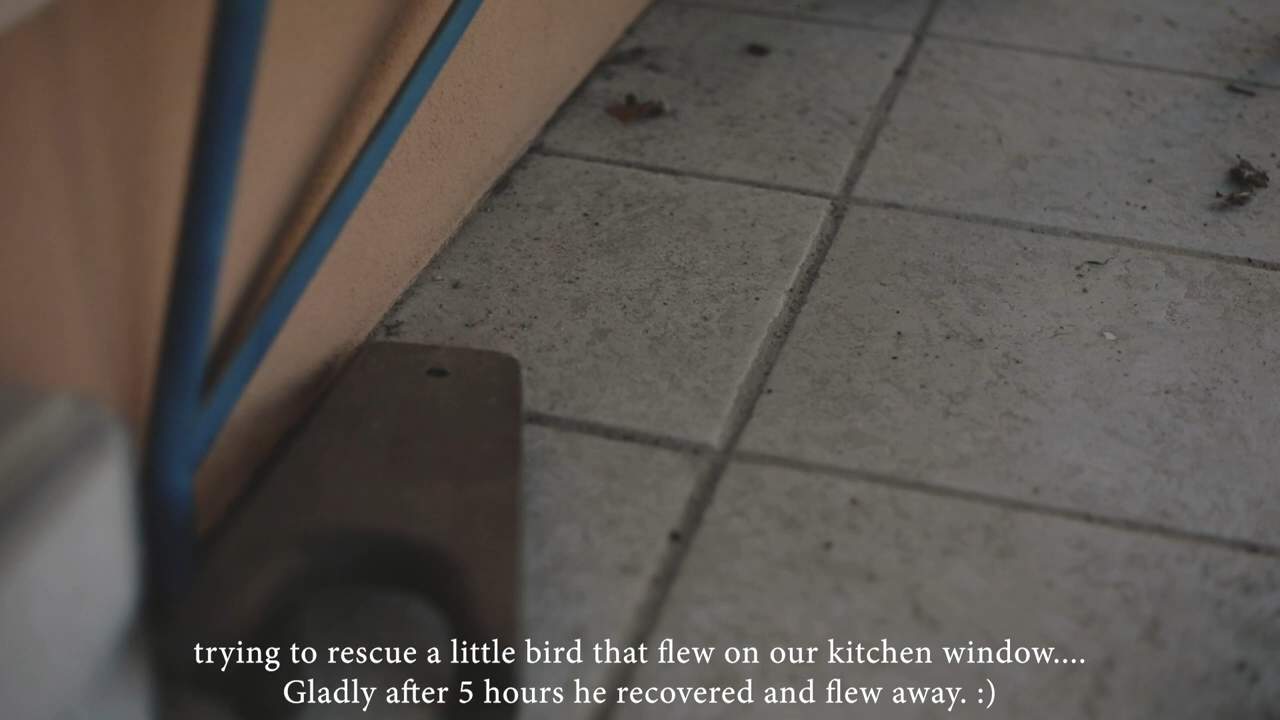 trying to rescue a little bird that flew on our kitchen window....
Gladly after 5 hours he recovered and flew away. :)